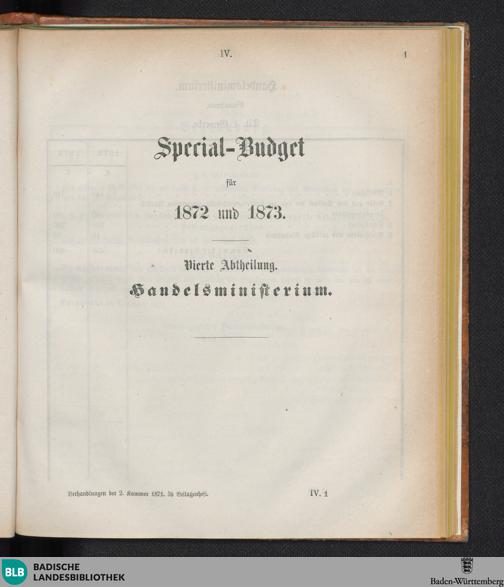 IV.
1
Special-Budget
für
1872 und 1873.
Vierte Abtheilung.
Handelsministerium.
Verhandlungen der 2. Kammer 1871. Beilagenheft.
IV. 1
BLB BADISCHE
LANDESBIBLIOTHEK
Baden-Württemberg